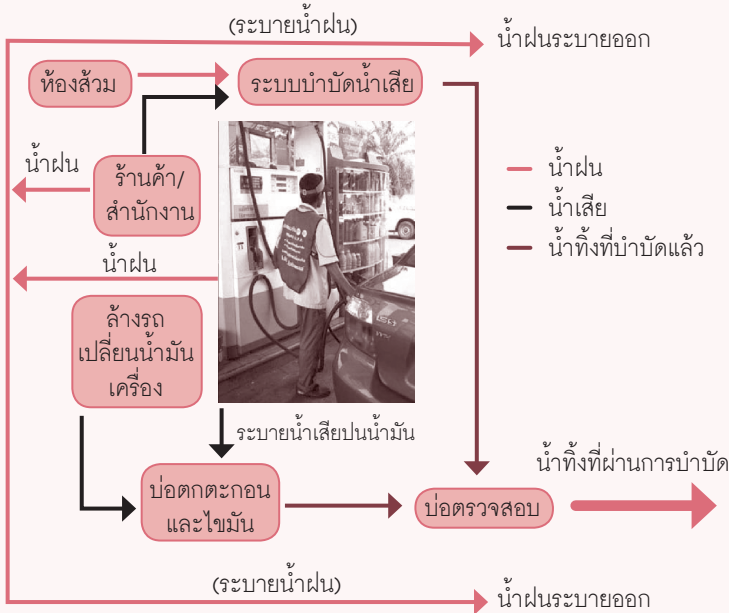 (ระบายน้ำฝน)
น้ำฝนระบายออก
ห้องส้วม
ระบบบำบัดน้ำเสีย
น้ำฝน
ร้านค้า/
สำนักงาน
น้ำฝน
น้ำเสีย
น้ำทิ้งที่บำบัดแล้ว
น้ำฝน
ล้างรถ
เปลี่ยนน้ำมัน
เครื่อง
ระบายน้ำเสียปนน้ำมัน
บ่อตกตะกอน
และไขมัน
บ่อตรวจสอบ
น้ำทิ้งที่ผ่านการบำบัด
(ระบายน้ำฝน)
น้ำฝนระบายออก